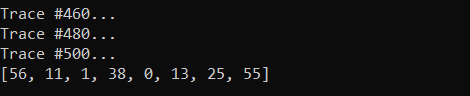 Trace #460...
Trace #480...
Trace #500...
[56, 11, 1, 38, 0, 13, 25, 55]